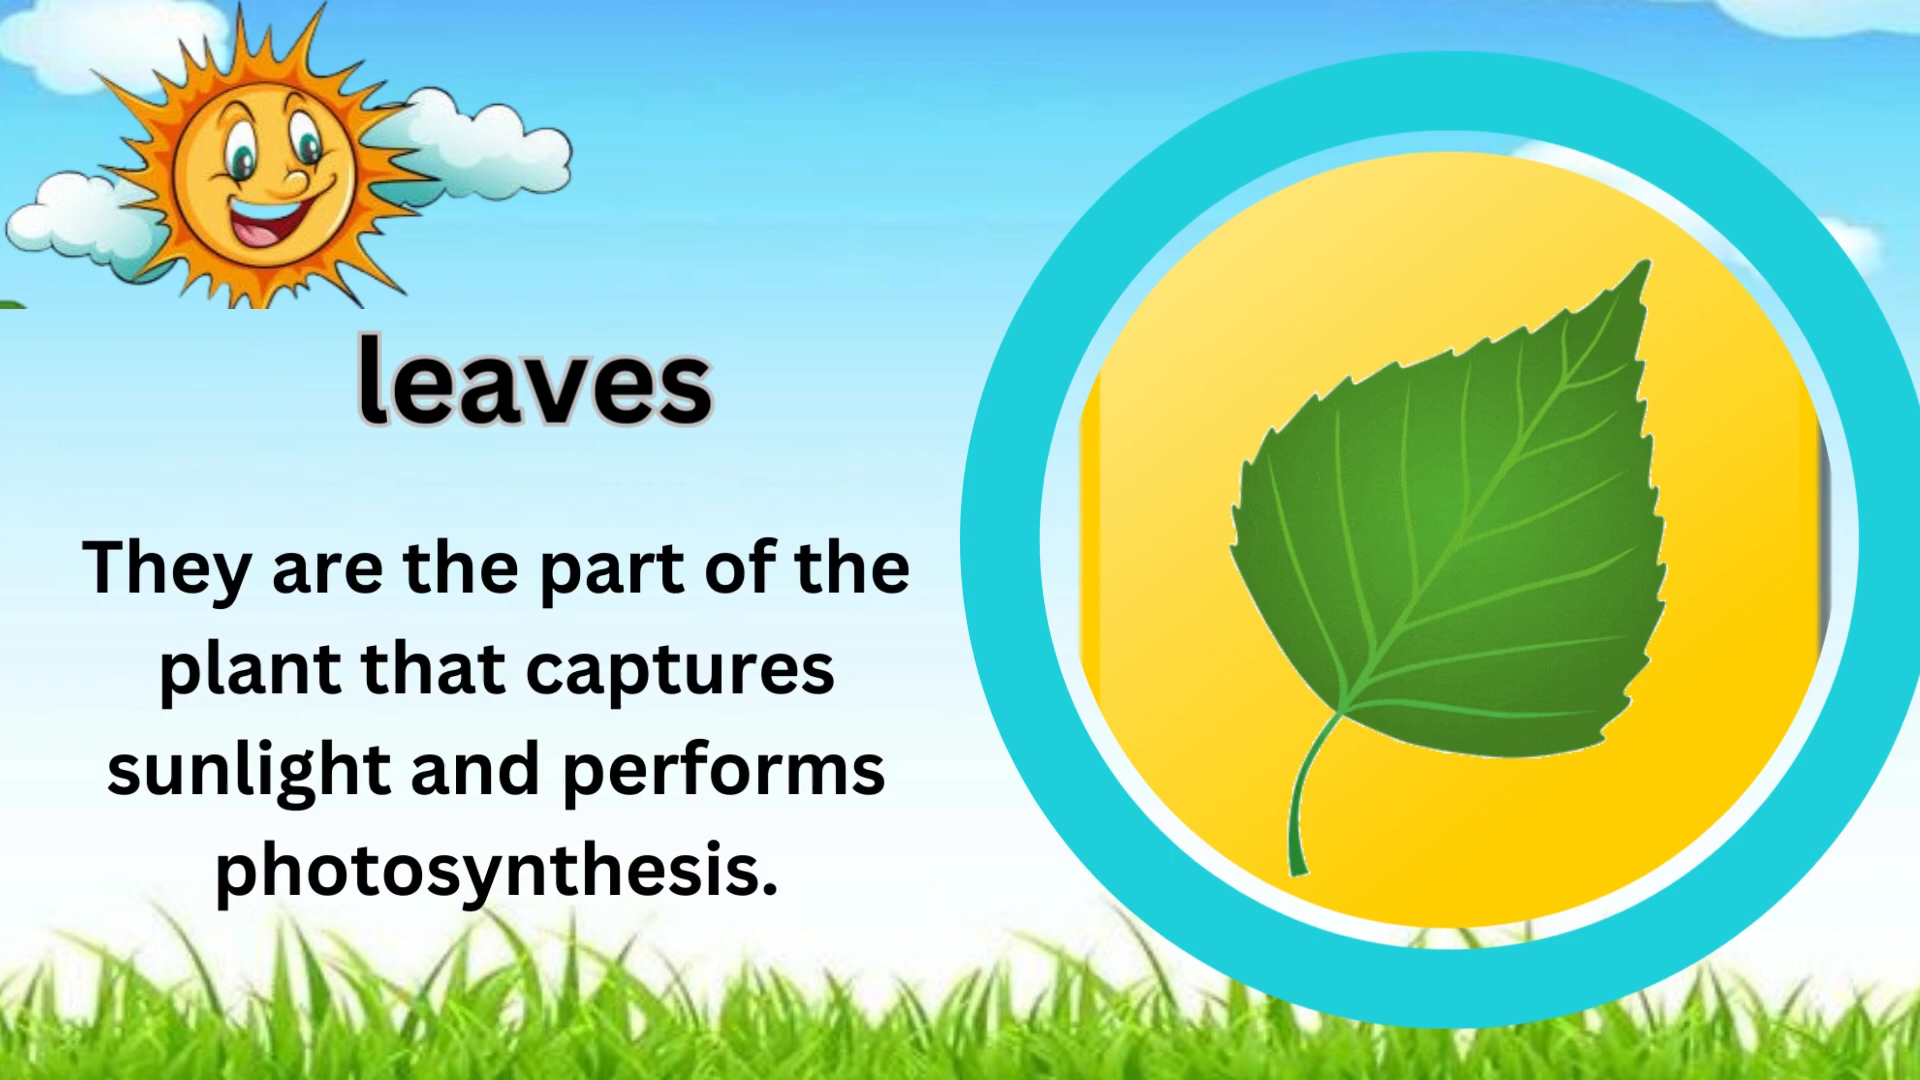 leaves
They are the part of the
plant that captures
sunlight and performs
photosynthesis.